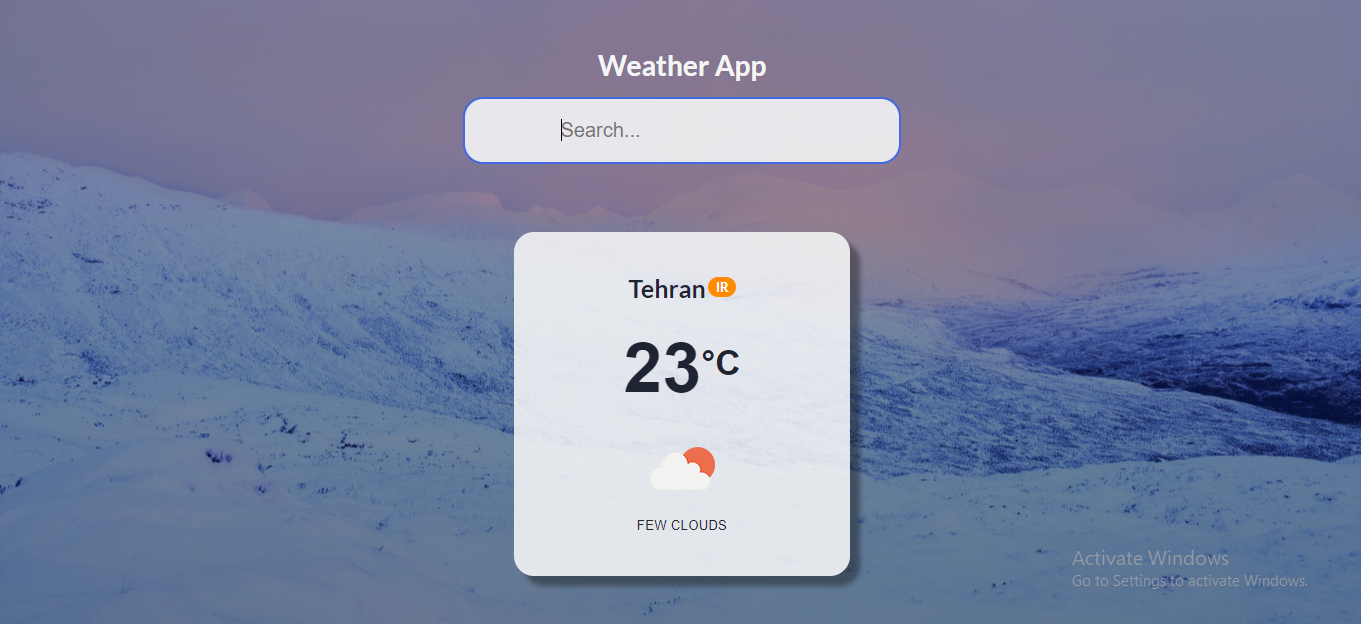 Weather App
Search...
Tehran IR
23°C
FEW CLOUDS
Activate Windows
Go to Settings to activate Windows.